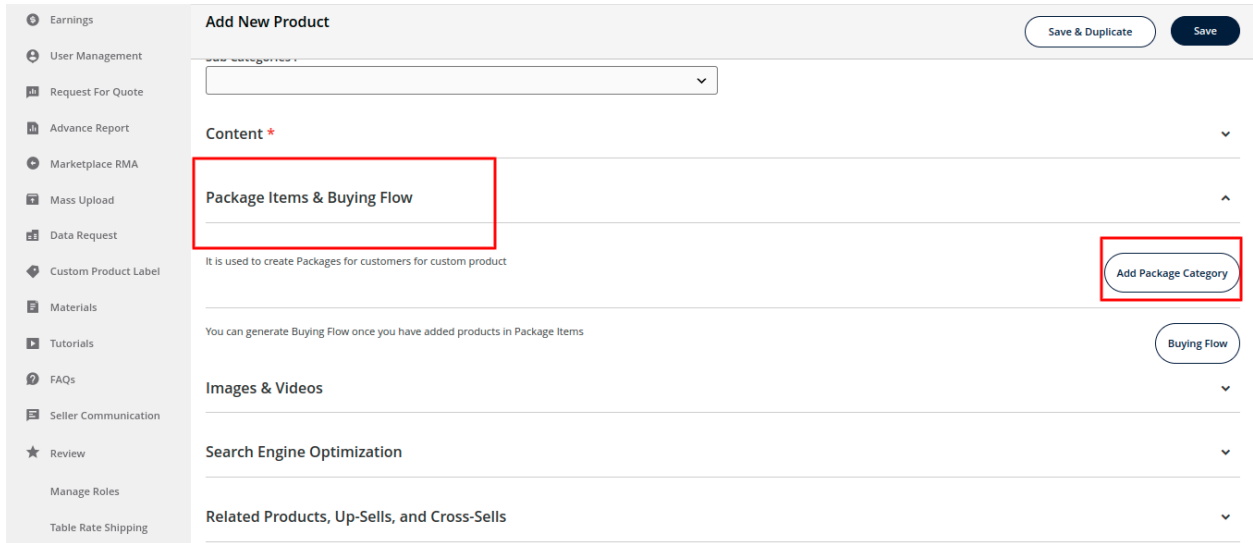 Earnings
User Management
Request For Quote
Advance Report
Marketplace RMA
Mass Upload
Data Request
Custom Product Label
Materials
Tutorials
FAQs
Seller Communication
Review
Manage Roles
Table Rate Shipping
Add New Product
Save & Duplicate
Save
Content *
Package Items & Buying Flow
It is used to create Packages for customers for custom product
Add Package Category
You can generate Buying Flow once you have added products in Package Items
Buying Flow
Images & Videos
Search Engine Optimization
Related Products, Up-Sells, and Cross-Sells